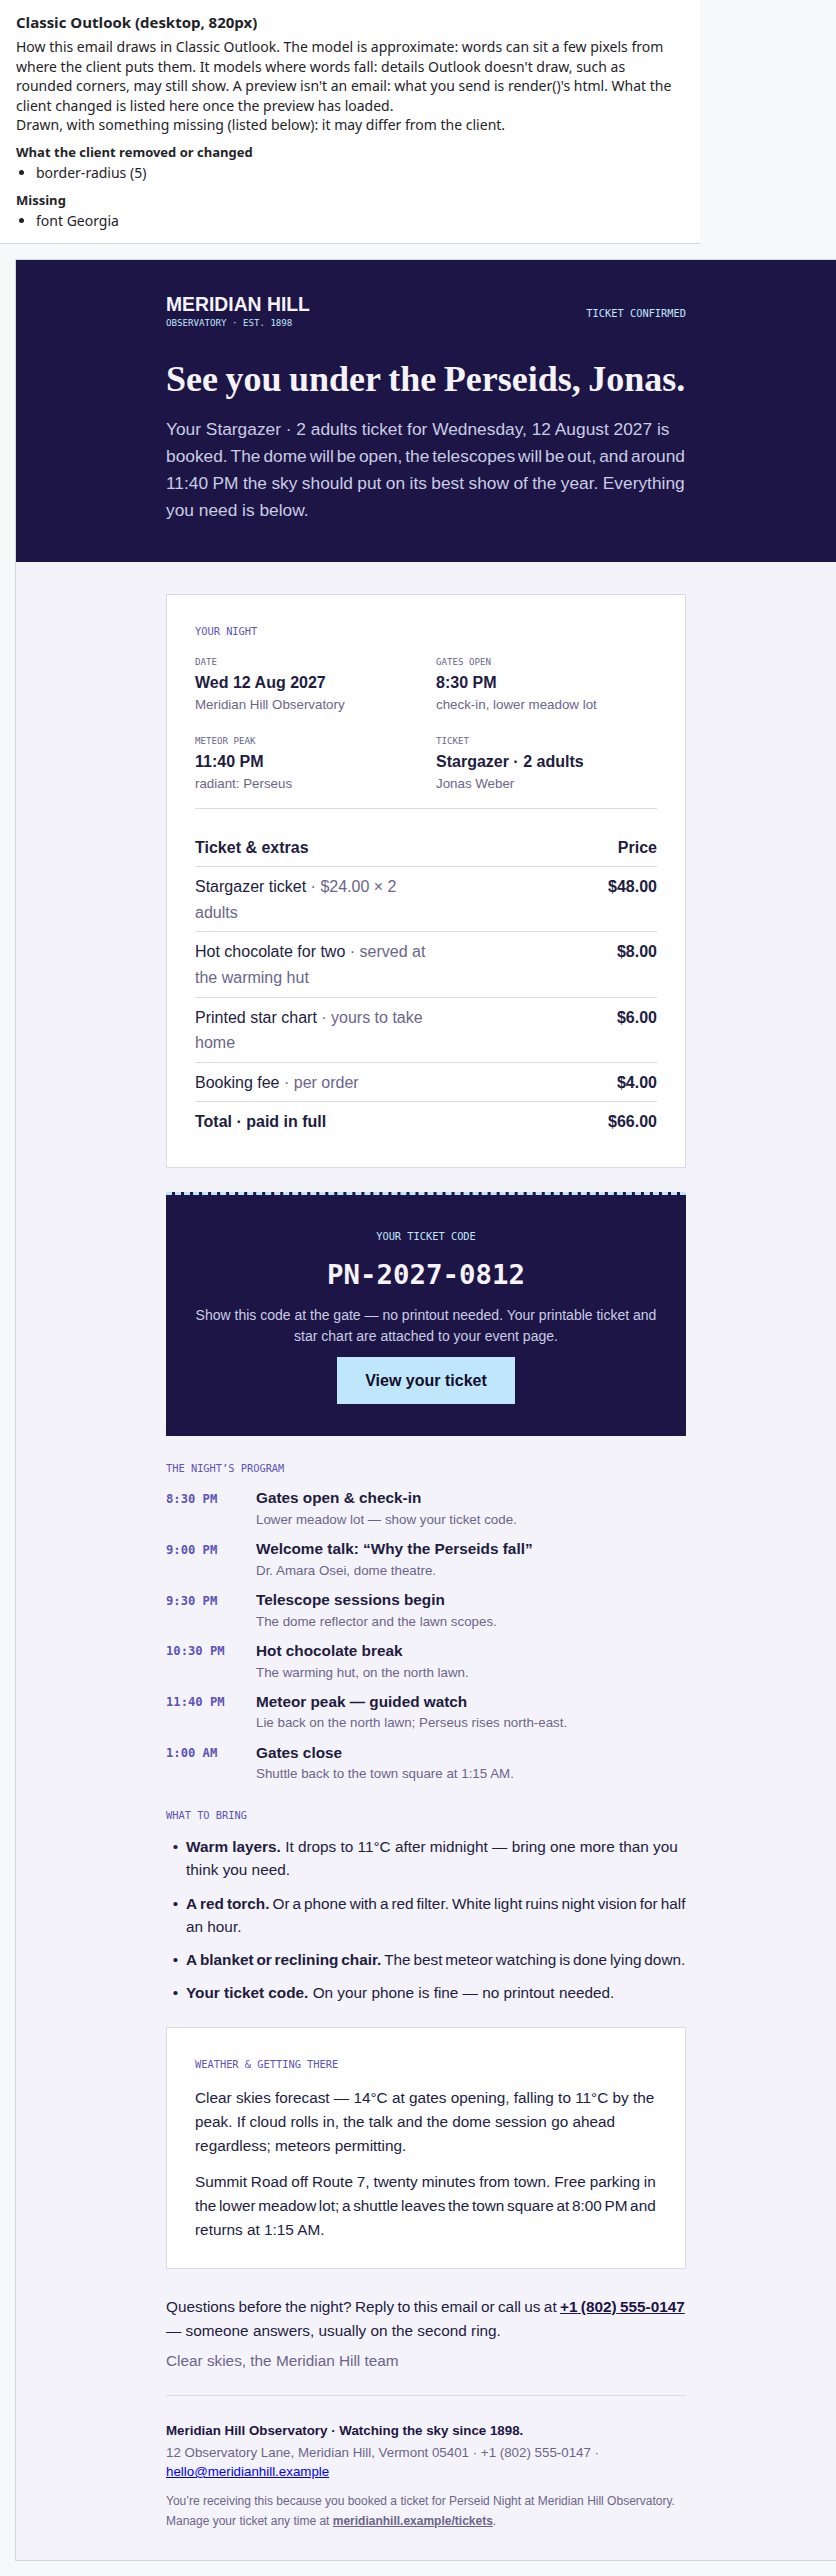 Classic Outlook (desktop, 820px)
How this email draws in Classic Outlook. The model is approximate: words can sit a few pixels from
where the client puts them. It models where words fall: details Outlook doesn't draw, such as
rounded corners, may still show. A preview isn't an email: what you send is render()'s html. What the
client changed is listed here once the preview has loaded.
Drawn, with something missing (listed below): it may differ from the client.
What the client removed or changed
• border-radius (5)
Missing
• font Georgia
MERIDIAN HILL
OBSERVATORY · EST. 1898
TICKET CONFIRMED
See you under the Perseids, Jonas.
Your Stargazer · 2 adults ticket for Wednesday, 12 August 2027 is
booked. The dome will be open, the telescopes will be out, and around
11:40 PM the sky should put on its best show of the year. Everything
you need is below.
YOUR NIGHT
DATE GATES OPEN
Wed 12 Aug 2027 8:30 PM
Meridian Hill Observatory check-in, lower meadow lot
METEOR PEAK TICKET
11:40 PM Stargazer · 2 adults
radiant: Perseus Jonas Weber
Ticket & extras Price
Stargazer ticket · $24.00 × 2 $48.00
adults
Hot chocolate for two · served at $8.00
the warming hut
Printed star chart · yours to take $6.00
home
Booking fee · per order $4.00
Total · paid in full $66.00
YOUR TICKET CODE
PN-2027-0812
Show this code at the gate — no printout needed. Your printable ticket and
star chart are attached to your event page.
View your ticket
THE NIGHT’S PROGRAM
8:30 PM Gates open & check-in
Lower meadow lot — show your ticket code.
9:00 PM Welcome talk: “Why the Perseids fall”
Dr. Amara Osei, dome theatre.
9:30 PM Telescope sessions begin
The dome reflector and the lawn scopes.
10:30 PM Hot chocolate break
The warming hut, on the north lawn.
11:40 PM Meteor peak — guided watch
Lie back on the north lawn; Perseus rises north-east.
1:00 AM Gates close
Shuttle back to the town square at 1:15 AM.
WHAT TO BRING
• Warm layers. It drops to 11°C after midnight — bring one more than you
think you need.
• A red torch. Or a phone with a red filter. White light ruins night vision for half
an hour.
• A blanket or reclining chair. The best meteor watching is done lying down.
• Your ticket code. On your phone is fine — no printout needed.
WEATHER & GETTING THERE
Clear skies forecast — 14°C at gates opening, falling to 11°C by the
peak. If cloud rolls in, the talk and the dome session go ahead
regardless; meteors permitting.
Summit Road off Route 7, twenty minutes from town. Free parking in
the lower meadow lot; a shuttle leaves the town square at 8:00 PM and
returns at 1:15 AM.
Questions before the night? Reply to this email or call us at +1 (802) 555-0147
— someone answers, usually on the second ring.
Clear skies, the Meridian Hill team
Meridian Hill Observatory · Watching the sky since 1898.
12 Observatory Lane, Meridian Hill, Vermont 05401 · +1 (802) 555-0147 ·
hello@meridianhill.example
You’re receiving this because you booked a ticket for Perseid Night at Meridian Hill Observatory.
Manage your ticket any time at meridianhill.example/tickets.